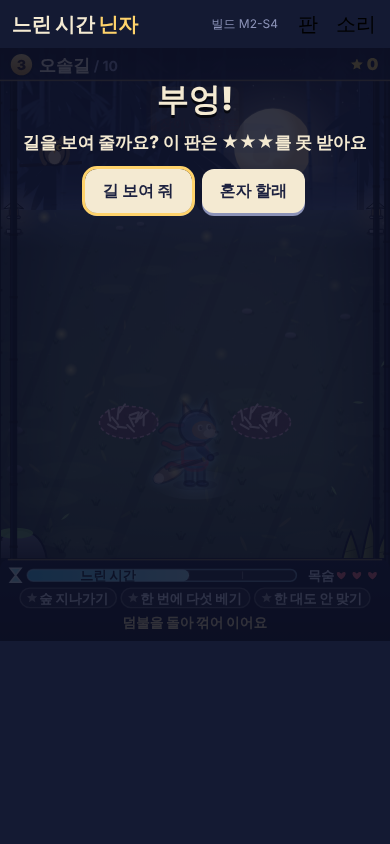 느린 시간 닌자 빌드 M2-S4 판 소리
3 오솔길 / 10 ★ 0
부엉!
길을 보여 줄까요? 이 판은 ★★★를 못 받아요
길 보여 줘 혼자 할래
느린 시간 목숨 ♥ ♥ ♥
★숲 지나가기 ★한 번에 다섯 베기 ★한 대도 안 맞기
덤불을 돌아 꺾어 이어요